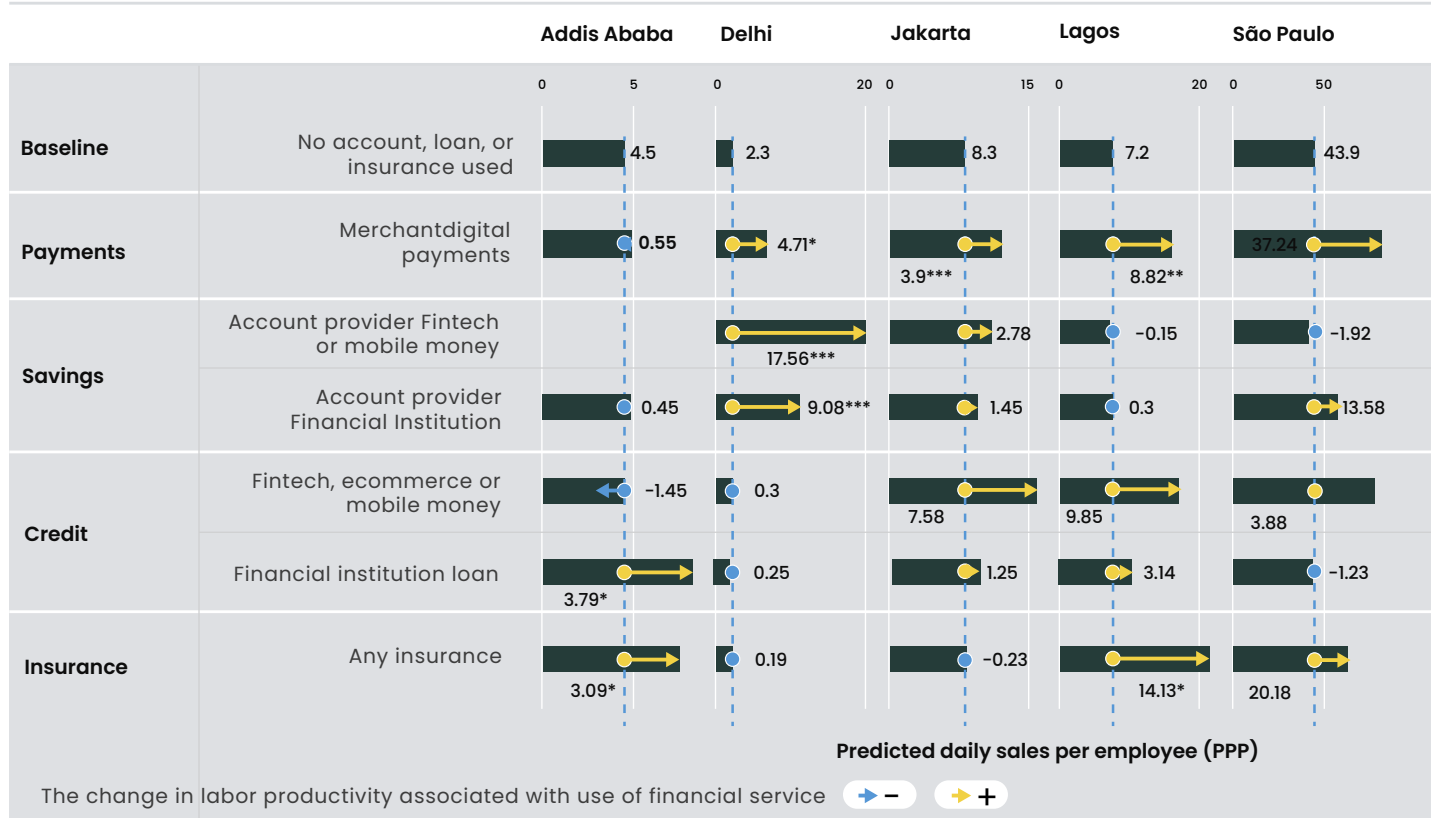 Addis Ababa Delhi Jakarta Lagos São Paulo
0 5 0 20 0 15 0 20 0 50
Baseline
No account, loan, or
insurance used
4.5 2.3 8.3 7.2 43.9
Payments
Merchantdigital
payments
0.55 4.71* 3.9*** 8.82** 37.24
Savings
Account provider Fintech
or mobile money
17.56*** 2.78 -0.15 -1.92
Account provider
Financial Institution
0.45 9.08*** 1.45 0.3 13.58
Credit
Fintech, ecommerce or
mobile money
-1.45 0.3 7.58 9.85 3.88
Financial institution loan
3.79* 0.25 1.25 3.14 -1.23
Insurance
Any insurance
3.09* 0.19 -0.23 14.13* 20.18
Predicted daily sales per employee (PPP)
The change in labor productivity associated with use of financial service - +